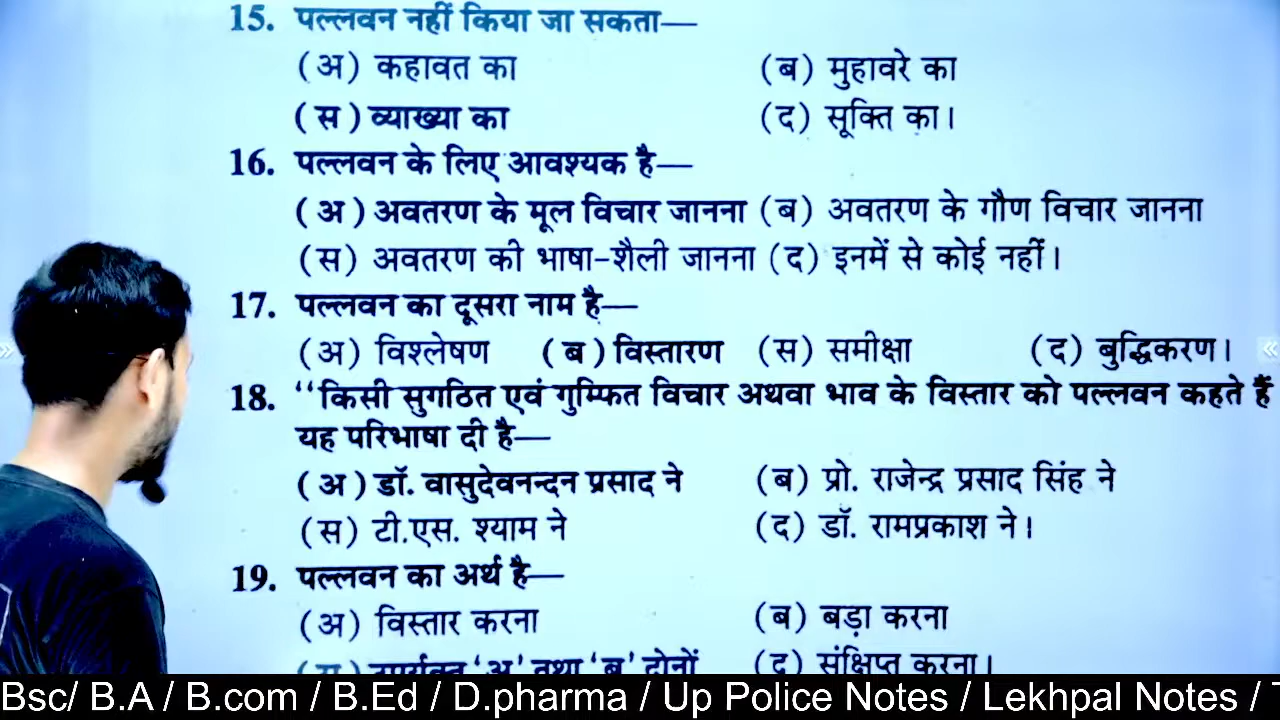 15. पल्लवन नहीं किया जा सकता—
(अ) कहावत का (ब) मुहावरे का
(स) व्याख्या का (द) सूक्ति का।
16. पल्लवन के लिए आवश्यक है—
(अ) अवतरण के मूल विचार जानना (ब) अवतरण के गौण विचार जानना
(स) अवतरण की भाषा-शैली जानना (द) इनमें से कोई नहीं।
17. पल्लवन का दूसरा नाम है—
(अ) विश्लेषण (ब) विस्तारण (स) समीक्षा (द) बुद्धिकरण।
18. ‘‘किसी सुगठित एवं गुम्फित विचार अथवा भाव के विस्तार को पल्लवन कहते हैं
यह परिभाषा दी है—
(अ) डॉ. वासुदेवनन्दन प्रसाद ने (ब) प्रो. राजेन्द्र प्रसाद सिंह ने
(स) टी.एस. श्याम ने (द) डॉ. रामप्रकाश ने।
19. पल्लवन का अर्थ है—
(अ) विस्तार करना (ब) बड़ा करना
(स) उपर्युक्त ‘अ’ तथा ‘ब’ दोनों (द) संक्षिप्त करना।
Bsc/ B.A / B.com / B.Ed / D.pharma / Up Police Notes / Lekhpal Notes /